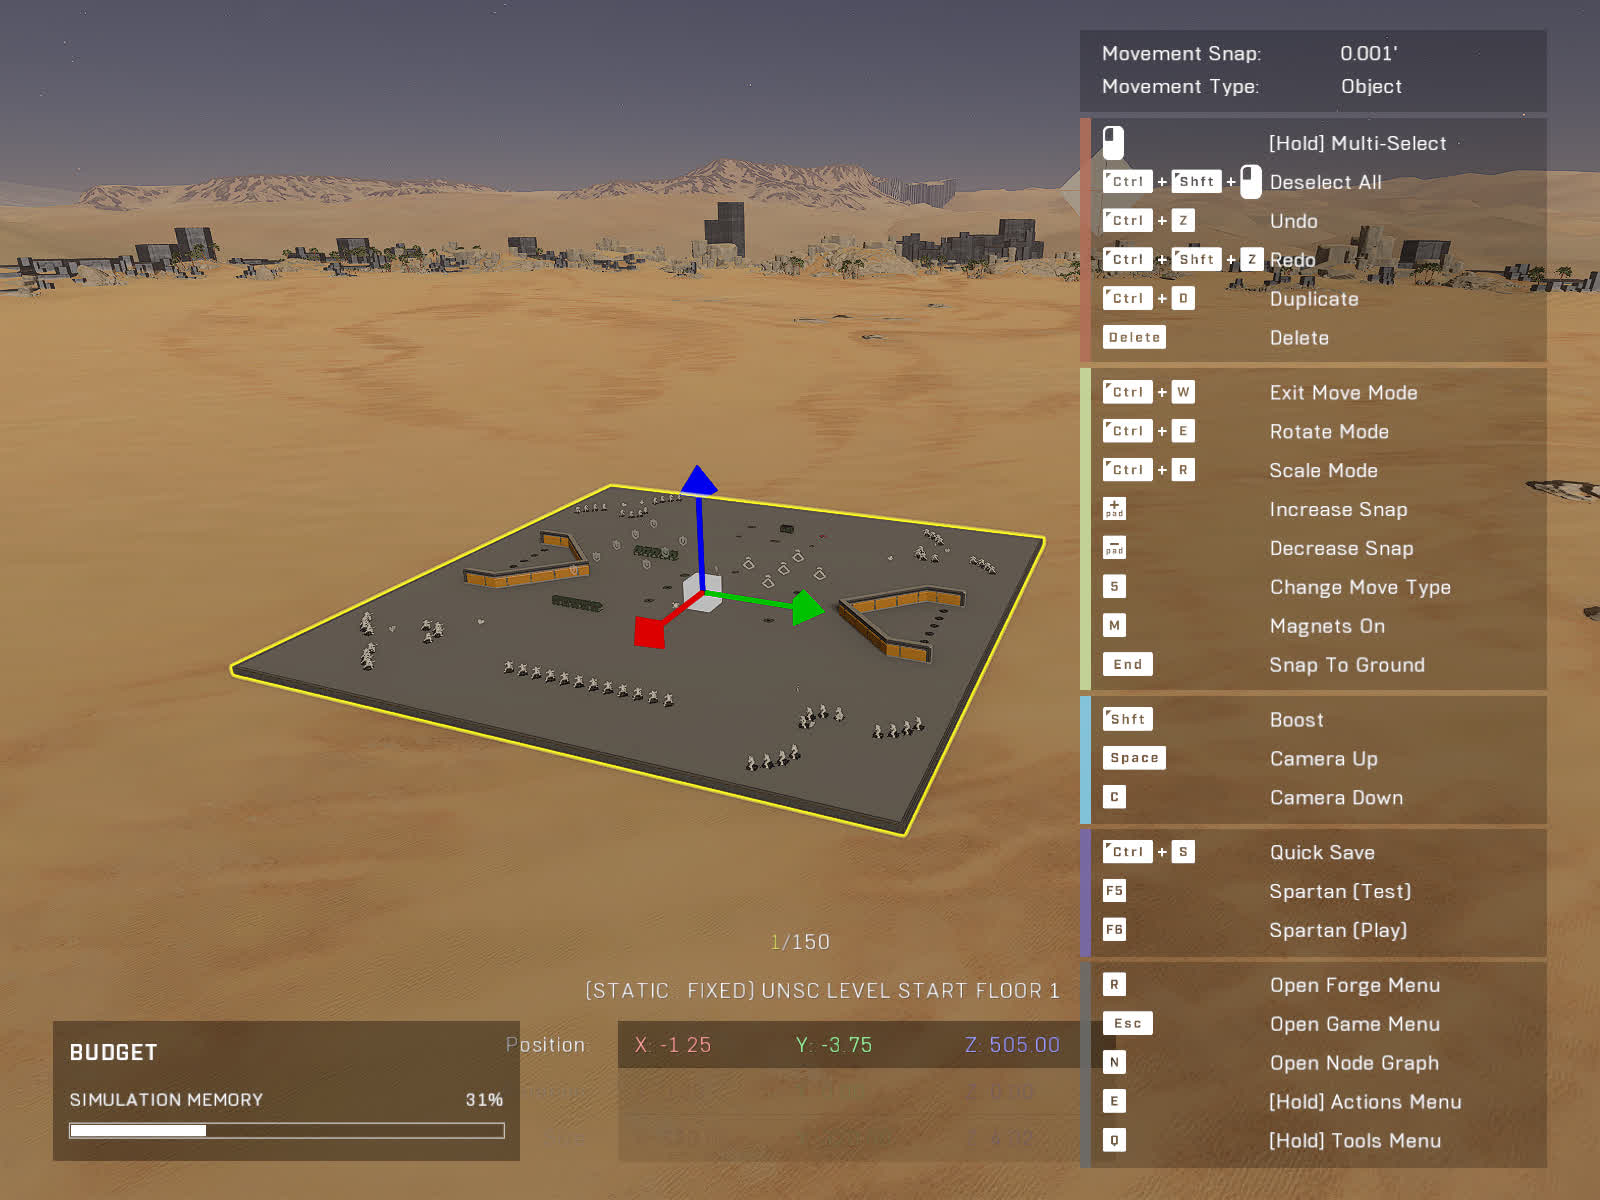 Movement Snap: 0.001'
Movement Type: Object
[Hold] Multi-Select
Ctrl + Shft + Deselect All
Ctrl + Z Undo
Ctrl + Shft + Z Redo
Ctrl + D Duplicate
Delete Delete
Ctrl + W Exit Move Mode
Ctrl + E Rotate Mode
Ctrl + R Scale Mode
+ pad Increase Snap
- pad Decrease Snap
S Change Move Type
M Magnets On
End Snap To Ground
Shft Boost
Space Camera Up
C Camera Down
Ctrl + S Quick Save
F5 Spartan (Test)
F6 Spartan (Play)
R Open Forge Menu
Esc Open Game Menu
N Open Node Graph
E [Hold] Actions Menu
Q [Hold] Tools Menu
1/150
(STATIC FIXED) UNSC LEVEL START FLOOR 1
Position X: -1.25 Y: -3.75 Z: 505.00
BUDGET
SIMULATION MEMORY 31%